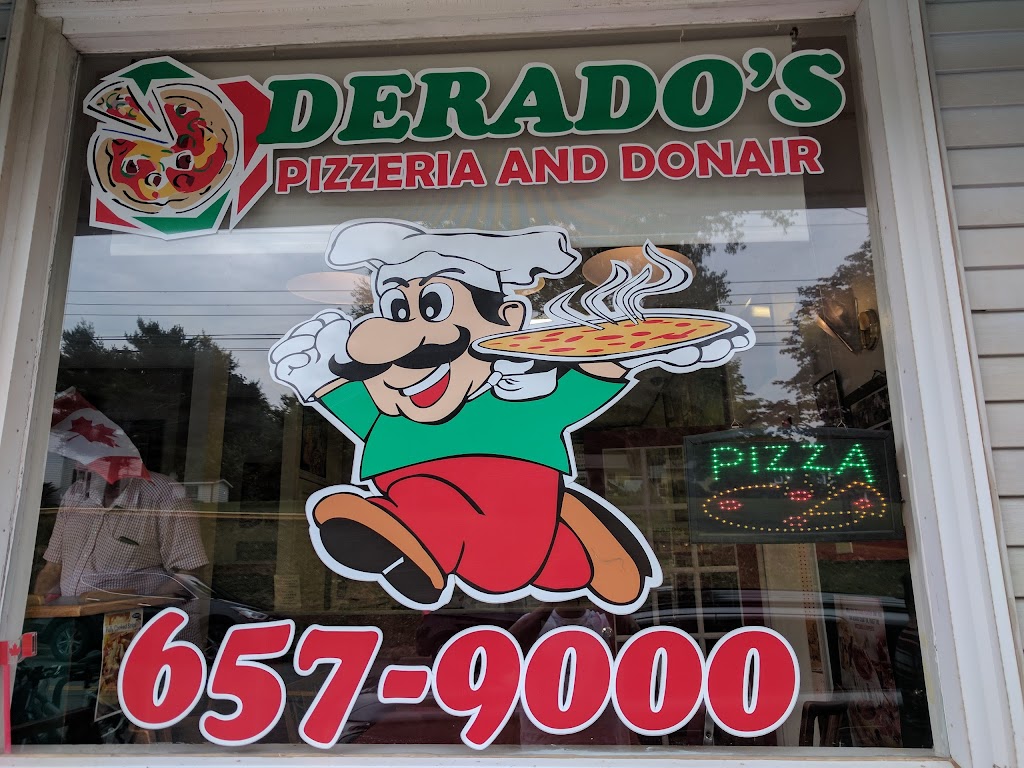 DERADO'S
PIZZERIA AND DONAIR
PIZZA
657-9000